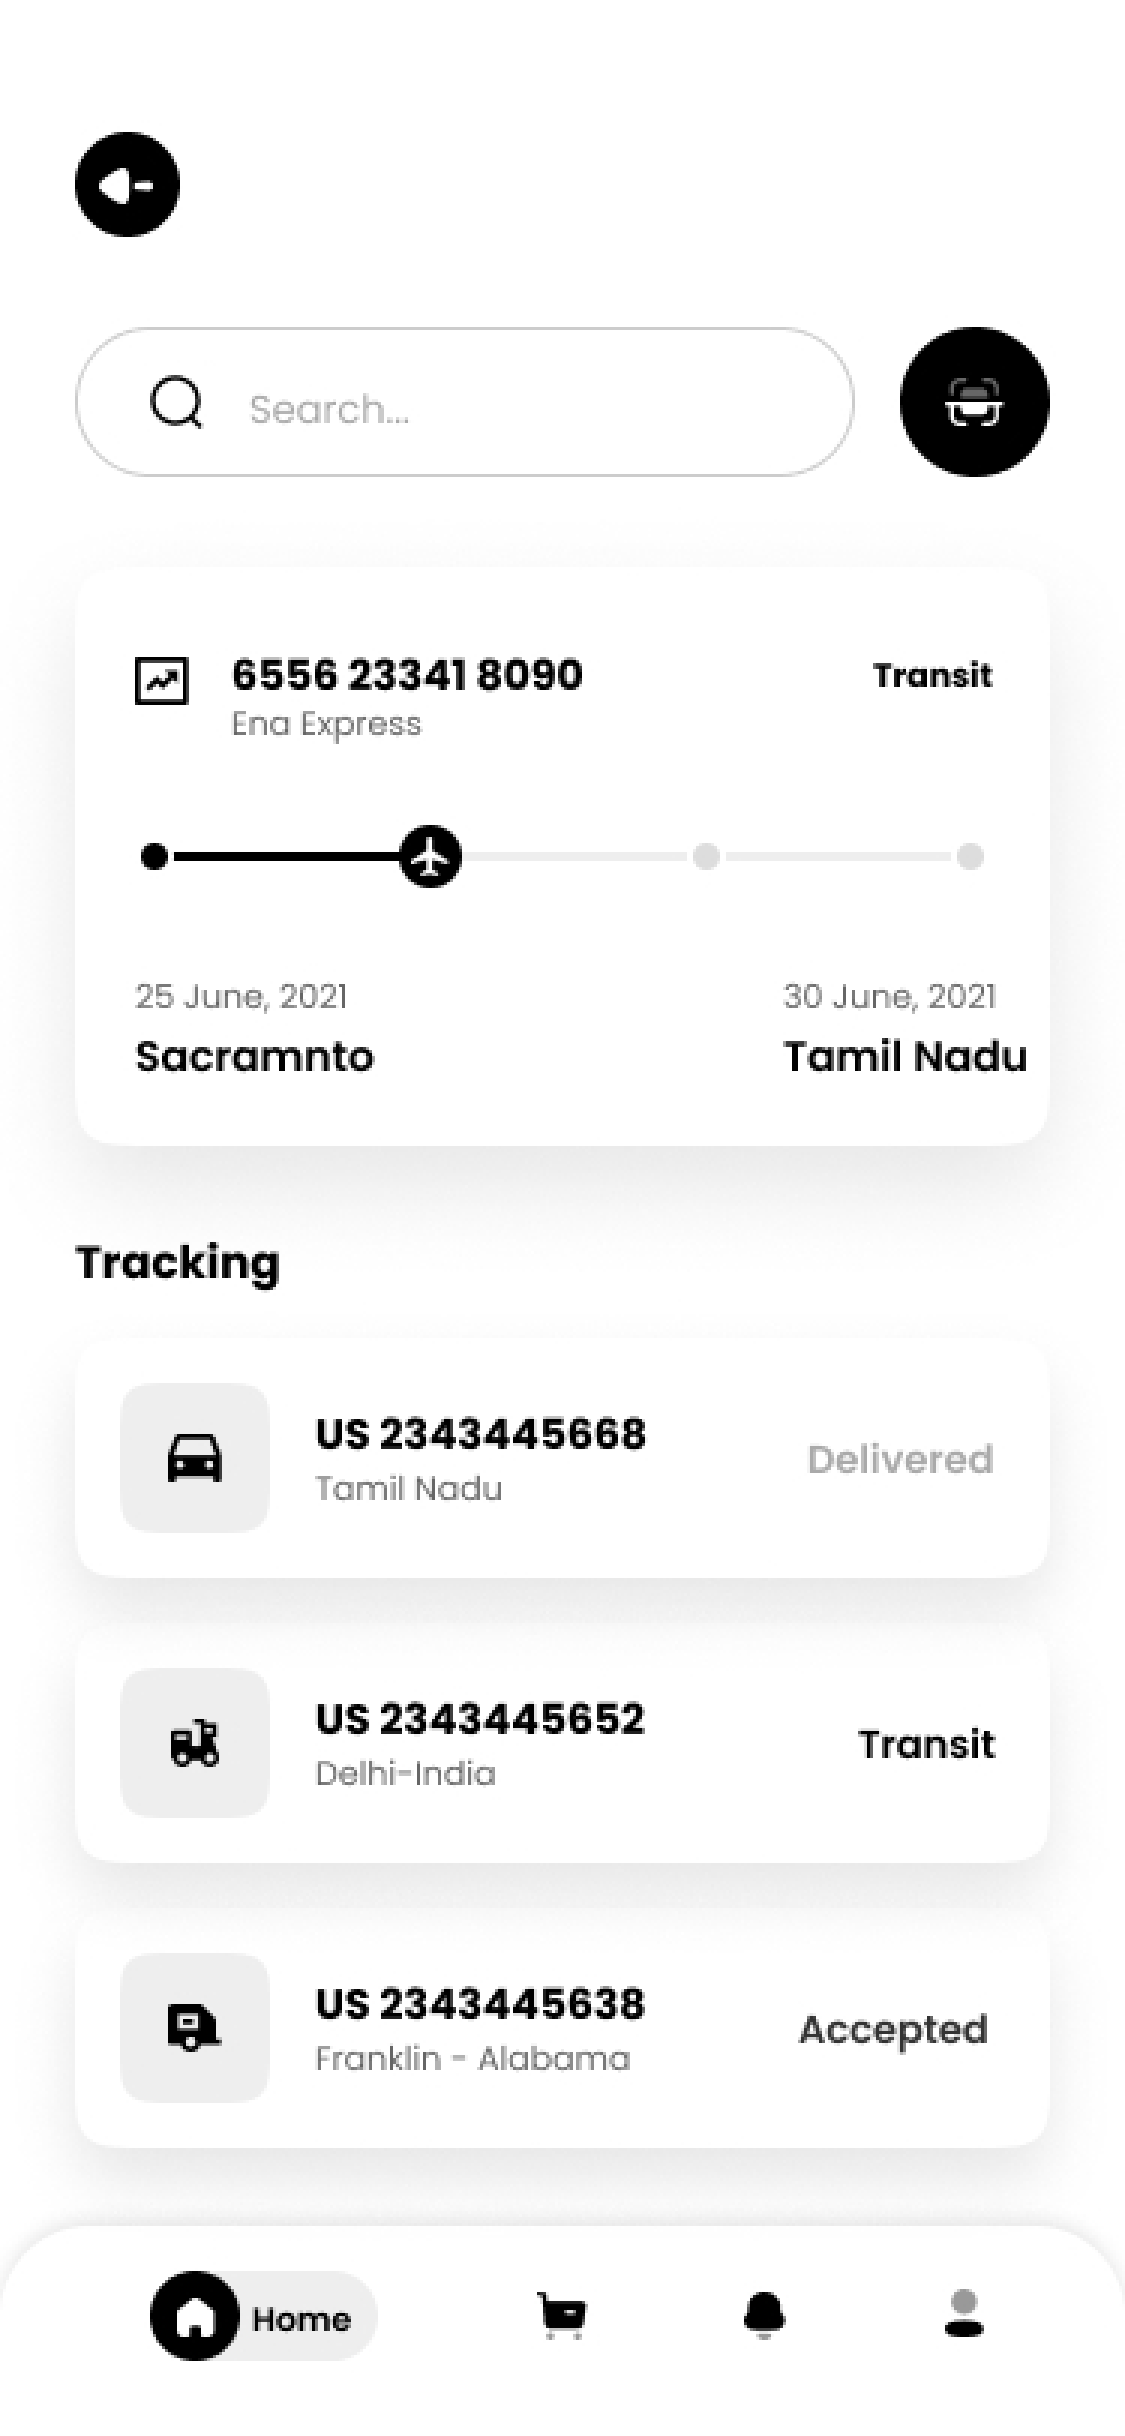 Search...
6556 23341 8090
Transit
Ena Express
25 June, 2021
30 June, 2021
Sacramnto
Tamil Nadu
Tracking
US 2343445668
Tamil Nadu
Delivered
US 2343445652
Delhi-India
Transit
US 2343445638
Franklin - Alabama
Accepted
Home